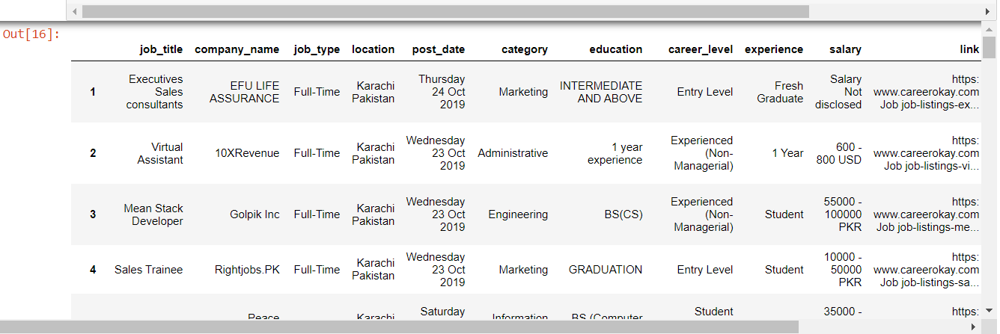 Out[16]:
job_title company_name job_type location post_date category education career_level experience salary link
1 Executives Sales consultants EFU LIFE ASSURANCE Full-Time Karachi Pakistan Thursday 24 Oct 2019 Marketing INTERMEDIATE AND ABOVE Entry Level Fresh Graduate Salary Not disclosed https: www.careerokay.com Job job-listings-ex...
2 Virtual Assistant 10XRevenue Full-Time Karachi Pakistan Wednesday 23 Oct 2019 Administrative 1 year experience Experienced (Non-Managerial) 1 Year 600 - 800 USD https: www.careerokay.com Job job-listings-vi...
3 Mean Stack Developer Golpik Inc Full-Time Karachi Pakistan Wednesday 23 Oct 2019 Engineering BS(CS) Experienced (Non-Managerial) Student 55000 - 100000 PKR https: www.careerokay.com Job job-listings-me...
4 Sales Trainee Rightjobs.PK Full-Time Karachi Pakistan Wednesday 23 Oct 2019 Marketing GRADUATION Entry Level Student 10000 - 50000 PKR https: www.careerokay.com Job job-listings-sa...
Peace Karachi Saturday Information BS (Computer Student 35000 - https: